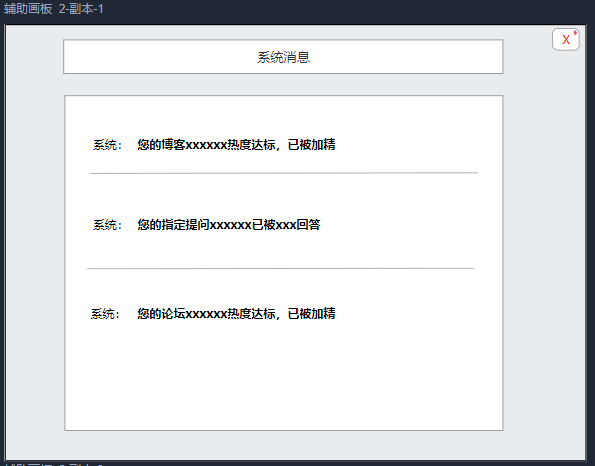 辅助画板 2-副本-1
系统消息
X
系统： 您的博客xxxxxx热度达标，已被加精
系统： 您的指定提问xxxxxx已被xxx回答
系统： 您的论坛xxxxxx热度达标，已被加精